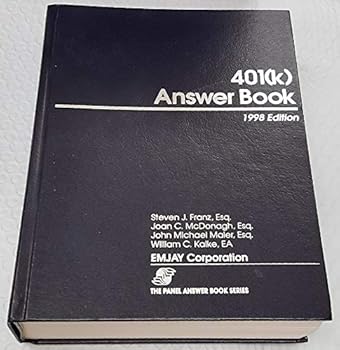 401(k)
Answer Book
1998 Edition
Steven J. Franz, Esq.
Joan C. McDonagh, Esq.
John Michael Maier, Esq.
William C. Kalke, EA
EMJAY Corporation
THE PANEL ANSWER BOOK SERIES